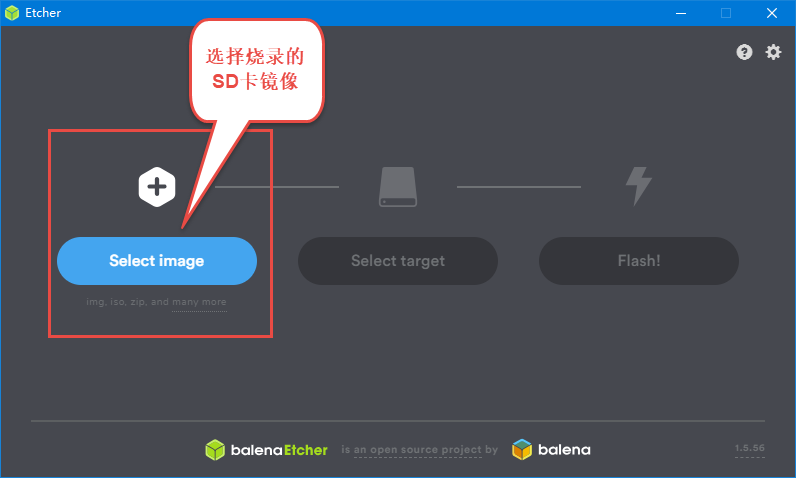 Etcher
选择烧录的
SD卡镜像
Select image
Select target
Flash!
img, iso, zip, and many more
balenaEtcher is an open source project by balena 1.5.56